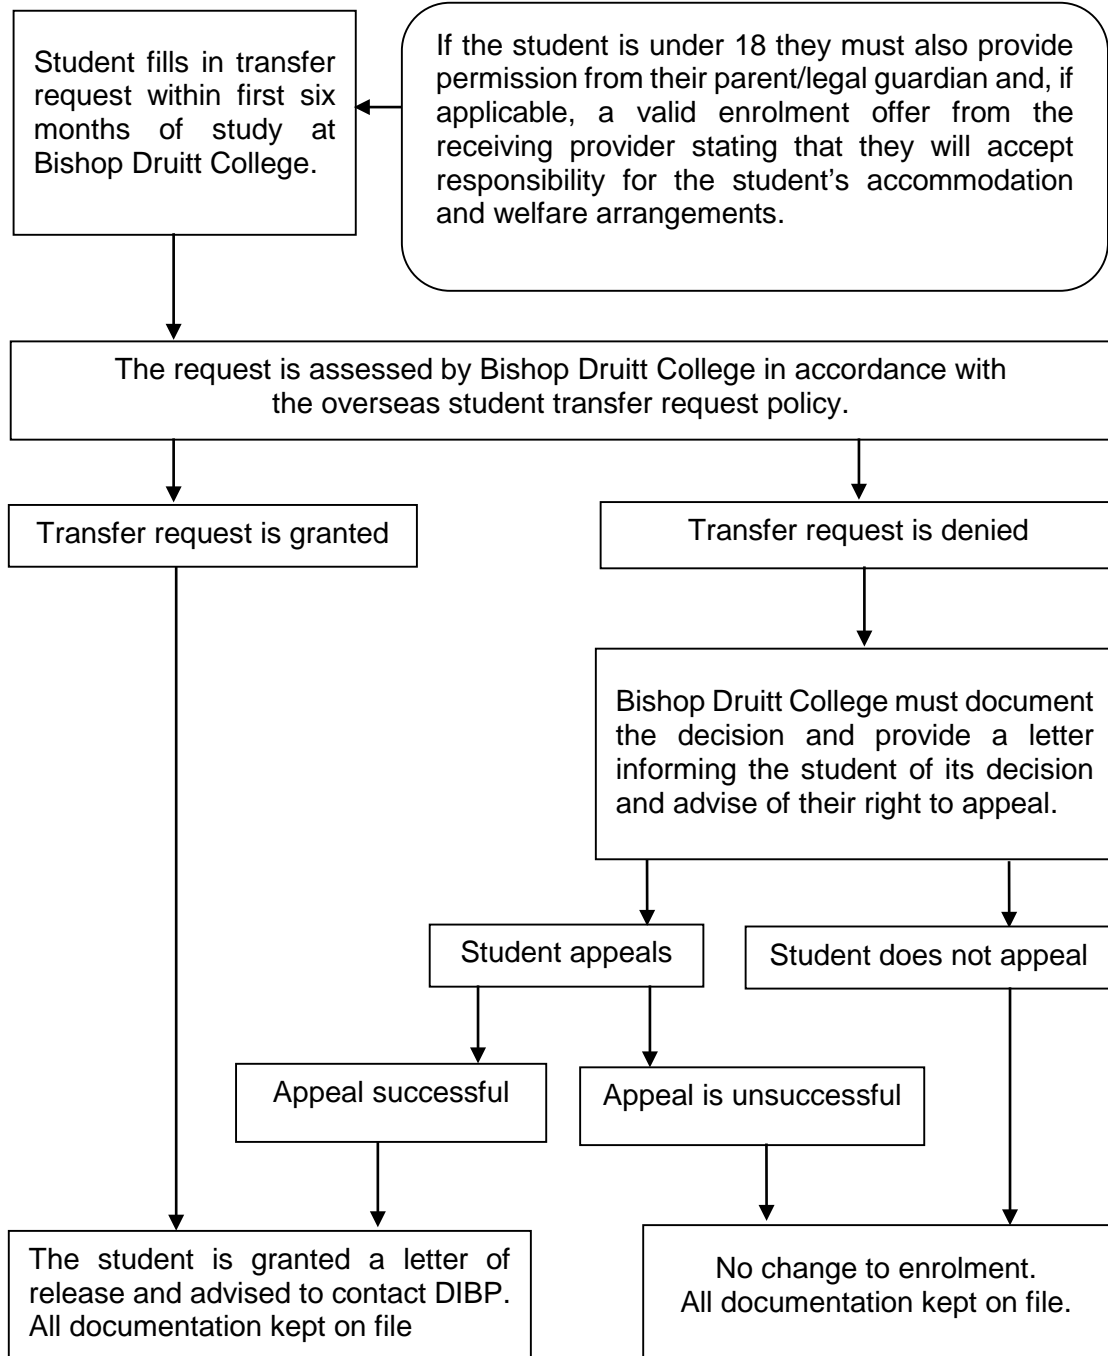 Student fills in transfer
request within first six
months of study at
Bishop Druitt College.
If the student is under 18 they must also provide
permission from their parent/legal guardian and, if
applicable, a valid enrolment offer from the
receiving provider stating that they will accept
responsibility for the student’s accommodation
and welfare arrangements.
The request is assessed by Bishop Druitt College in accordance with
the overseas student transfer request policy.
Transfer request is granted
Transfer request is denied
Bishop Druitt College must document
the decision and provide a letter
informing the student of its decision
and advise of their right to appeal.
Student appeals
Student does not appeal
Appeal successful
Appeal is unsuccessful
The student is granted a letter of
release and advised to contact DIBP.
All documentation kept on file
No change to enrolment.
All documentation kept on file.